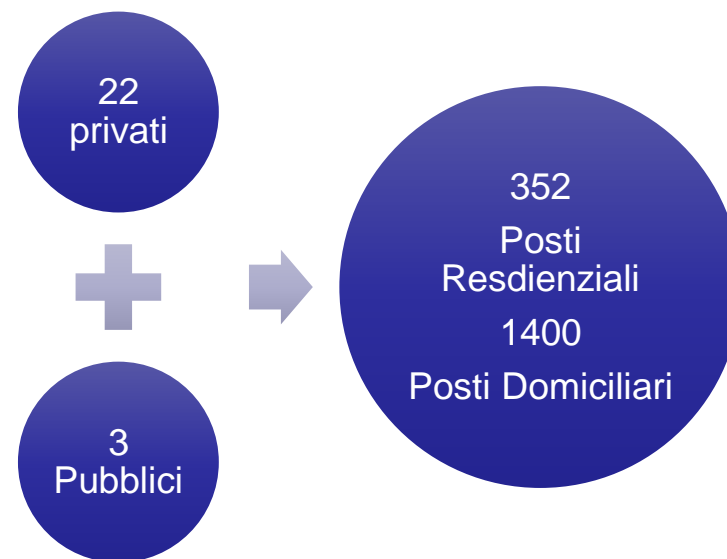 22
privati
3
Pubblici
352
Posti
Resdienziali
1400
Posti Domiciliari